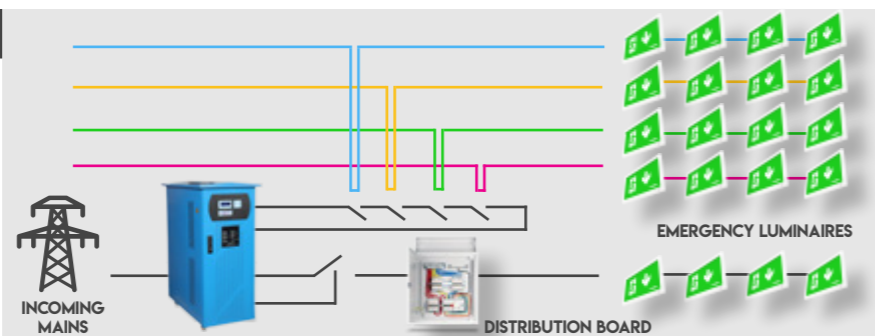 EMERGENCY LUMINAIRES
INCOMING
MAINS
DISTRIBUTION BOARD